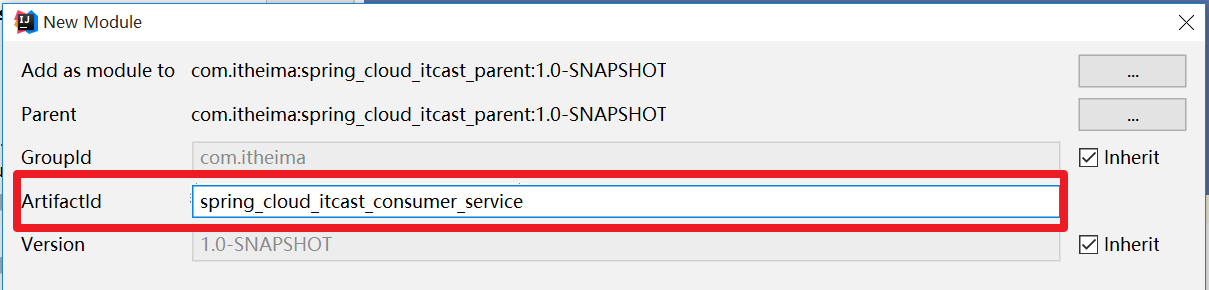 New Module
Add as module to com.itheima:spring_cloud_itcast_parent:1.0-SNAPSHOT ...
Parent com.itheima:spring_cloud_itcast_parent:1.0-SNAPSHOT ...
GroupId com.itheima Inherit
ArtifactId spring_cloud_itcast_consumer_service
Version 1.0-SNAPSHOT Inherit